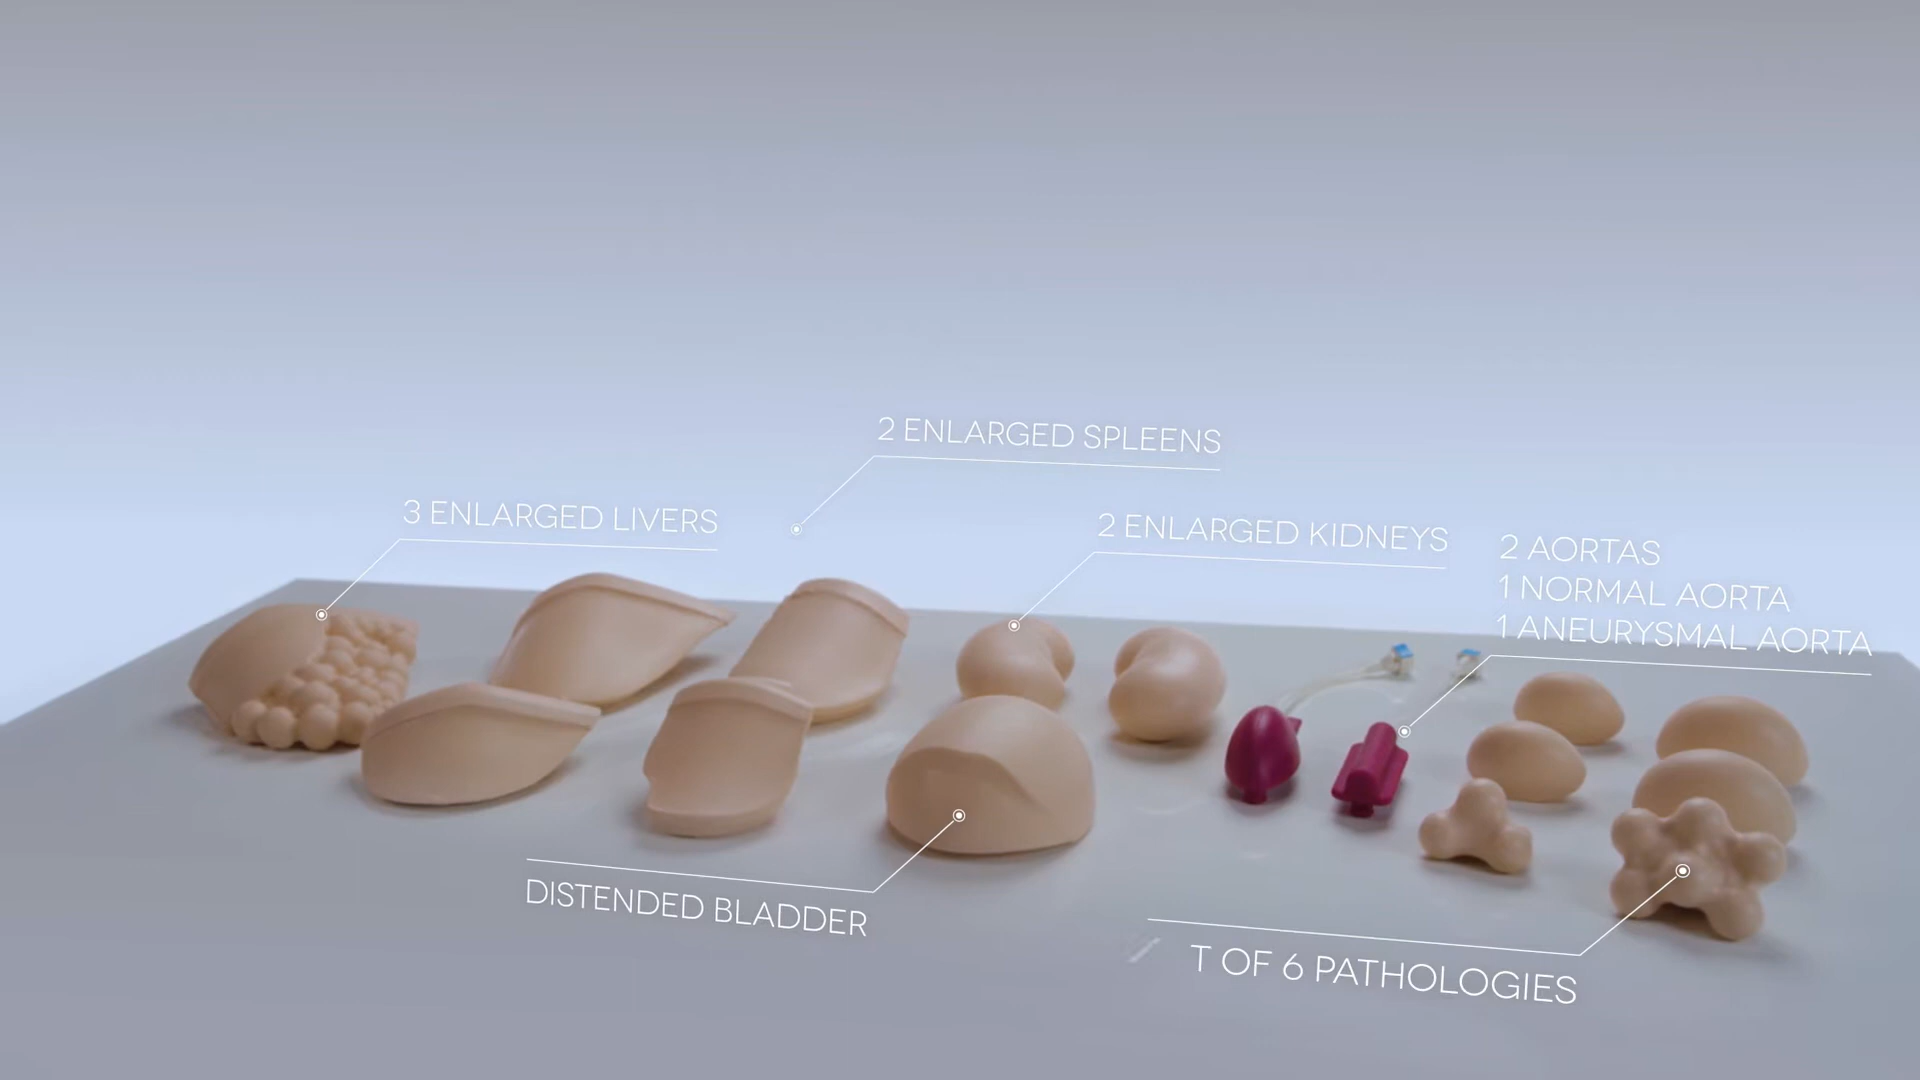 2 ENLARGED SPLEENS
3 ENLARGED LIVERS
2 ENLARGED KIDNEYS
2 AORTAS
1 NORMAL AORTA
1 ANEURYSMAL AORTA
DISTENDED BLADDER
T OF 6 PATHOLOGIES